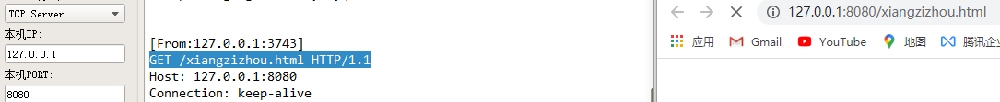 TCP Server
本机IP:
127.0.0.1
本机PORT:
8080
[From:127.0.0.1:3743]
GET /xiangzizhou.html HTTP/1.1
Host: 127.0.0.1:8080
Connection: keep-alive
127.0.0.1:8080/xiangzizhou.html
应用 Gmail YouTube 地图 腾讯企